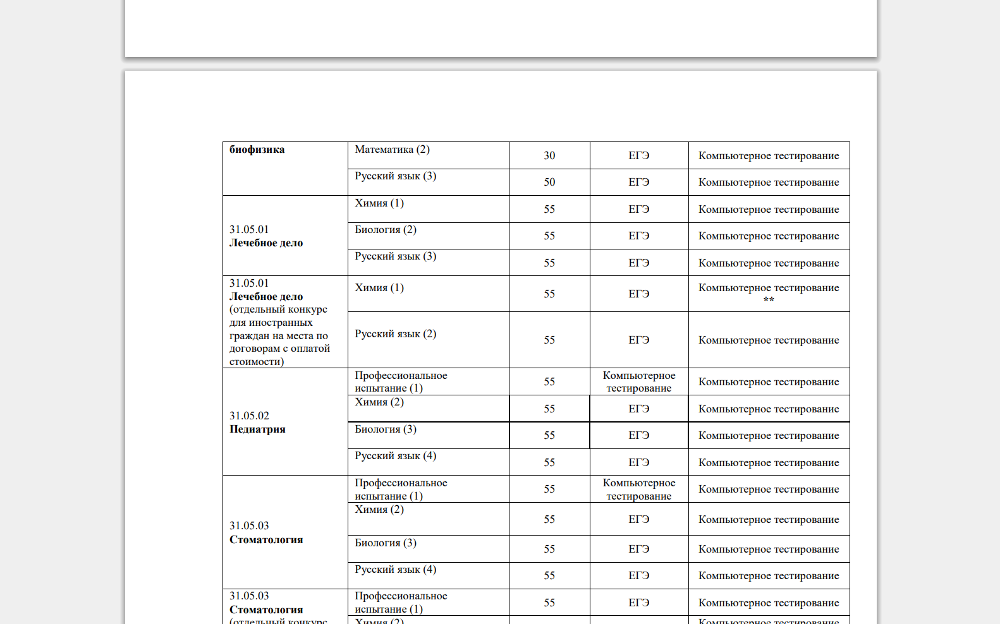 биофизика
Математика (2)
30
ЕГЭ
Компьютерное тестирование
Русский язык (3)
50
ЕГЭ
Компьютерное тестирование
31.05.01
Лечебное дело
Химия (1)
55
ЕГЭ
Компьютерное тестирование
Биология (2)
55
ЕГЭ
Компьютерное тестирование
Русский язык (3)
55
ЕГЭ
Компьютерное тестирование
31.05.01
Лечебное дело
(отдельный конкурс
для иностранных
граждан на места по
договорам с оплатой
стоимости)
Химия (1)
55
ЕГЭ
Компьютерное тестирование
**
Русский язык (2)
55
ЕГЭ
Компьютерное тестирование
31.05.02
Педиатрия
Профессиональное
испытание (1)
55
Компьютерное
тестирование
Компьютерное тестирование
Химия (2)
55
ЕГЭ
Компьютерное тестирование
Биология (3)
55
ЕГЭ
Компьютерное тестирование
Русский язык (4)
55
ЕГЭ
Компьютерное тестирование
31.05.03
Стоматология
Профессиональное
испытание (1)
55
Компьютерное
тестирование
Компьютерное тестирование
Химия (2)
55
ЕГЭ
Компьютерное тестирование
Биология (3)
55
ЕГЭ
Компьютерное тестирование
Русский язык (4)
55
ЕГЭ
Компьютерное тестирование
31.05.03
Стоматология
(отдельный конкурс
Профессиональное
испытание (1)
55
ЕГЭ
Компьютерное тестирование
Химия (2)
Компьютерное тестирование